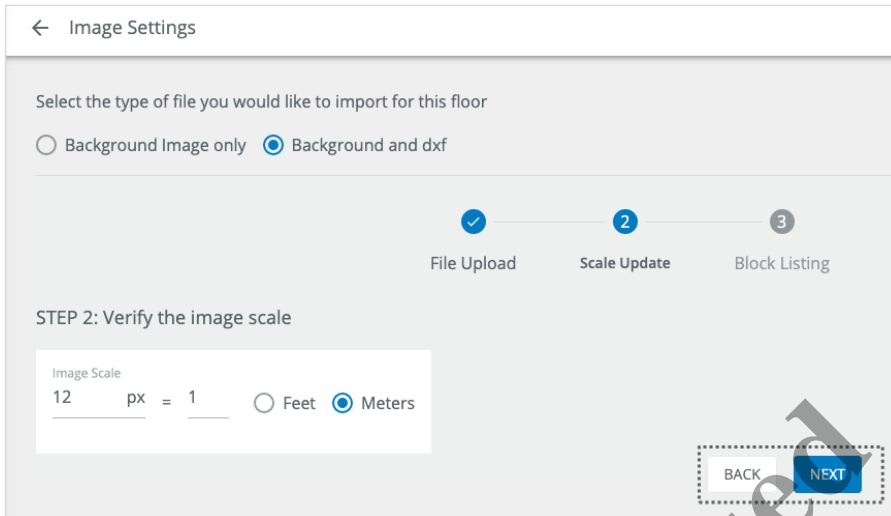 Image Settings
Select the type of file you would like to import for this floor
Background Image only Background and dxf
2 3
File Upload Scale Update Block Listing
STEP 2: Verify the image scale
Image Scale
12 px = 1 Feet Meters
BACK NEXT